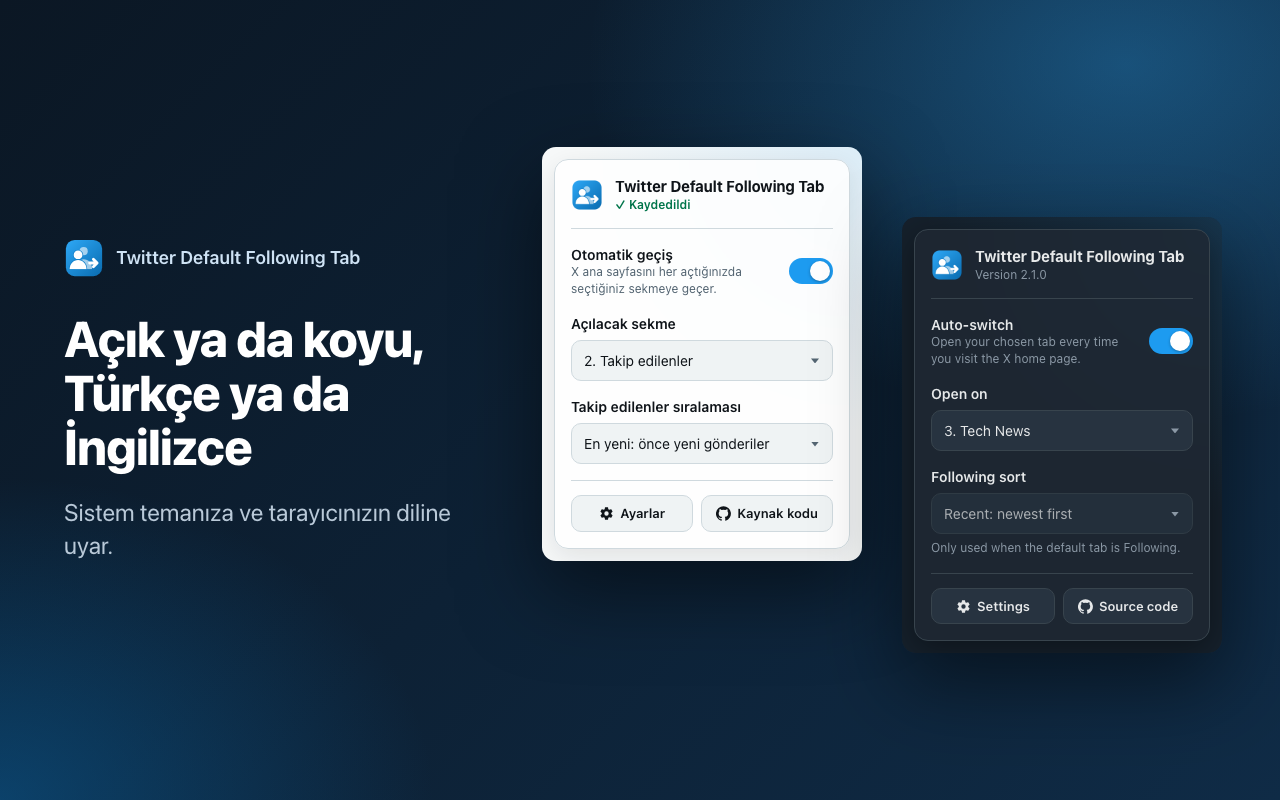 Twitter Default Following Tab
Açık ya da koyu,
Türkçe ya da
İngilizce
Sistem temanıza ve tarayıcınızın diline
uyar.
Twitter Default Following Tab
✓ Kaydedildi
Otomatik geçiş
X ana sayfasını her açtığınızda
seçtiğiniz sekmeye geçer.
Açılacak sekme
2. Takip edilenler
Takip edilenler sıralaması
En yeni: önce yeni gönderiler
Ayarlar
Kaynak kodu
Twitter Default Following Tab
Version 2.1.0
Auto-switch
Open your chosen tab every time
you visit the X home page.
Open on
3. Tech News
Following sort
Recent: newest first
Only used when the default tab is Following.
Settings
Source code